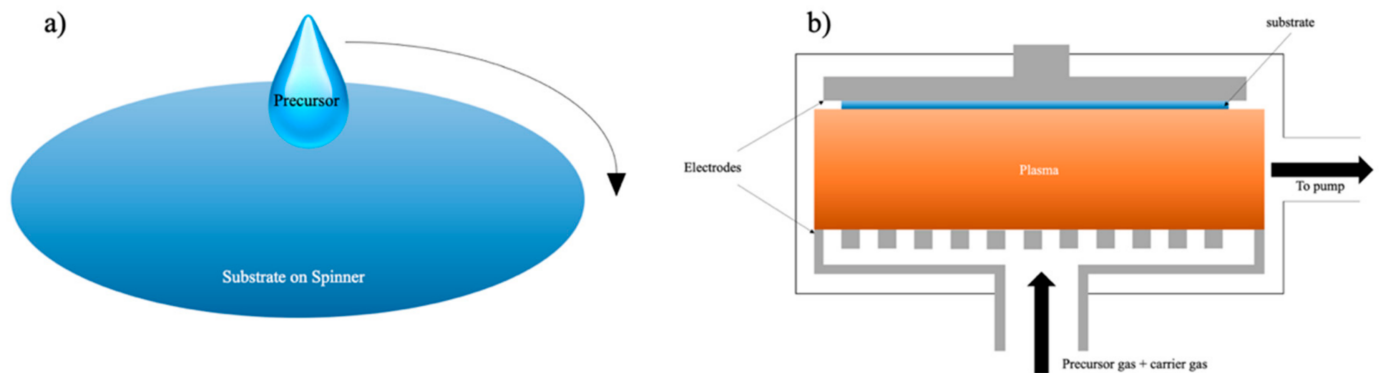 a)
Precursor
Substrate on Spinner
b)
substrate
Electrodes
Plasma
To pump
Precursor gas + carrier gas